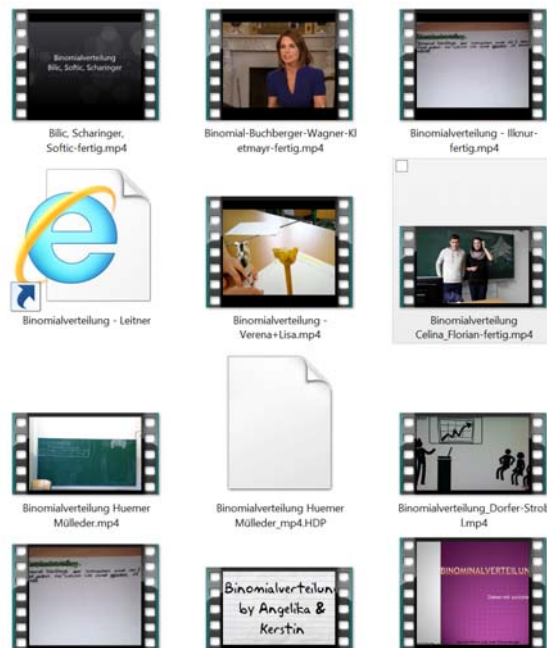 Binomialverteilung
Bilic, Softic, Scharinger
Bilic, Scharinger,
Softic-fertig.mp4
Binomial-Buchberger-Wagner-Kl
etmayr-fertig.mp4
Binomialverteilung - Ilknur-
fertig.mp4
Binomialverteilung - Leitner
Binomialverteilung -
Verena+Lisa.mp4
Binomialverteilung
Celina_Florian-fertig.mp4
Binomialverteilung Huemer
Mülleder.mp4
Binomialverteilung Huemer
Mülleder_mp4.HDP
Binomialverteilung_Dorfer-Strob
l.mp4
Binomialverteilun
by Angelika &
Kerstin
BINOMINALVERTEILUN